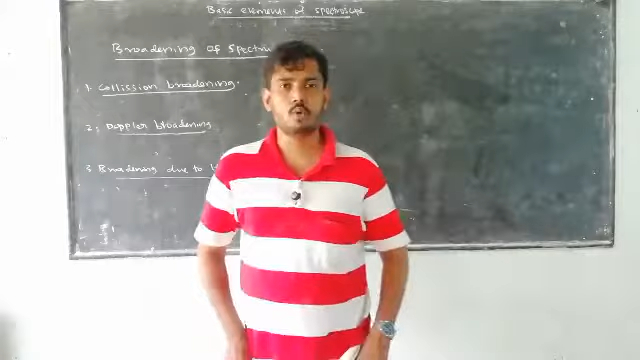 Basic elements of spectroscope
Broadening of spectru
1. Collission broadening
2, Doppler broadening
3. Broadening due to